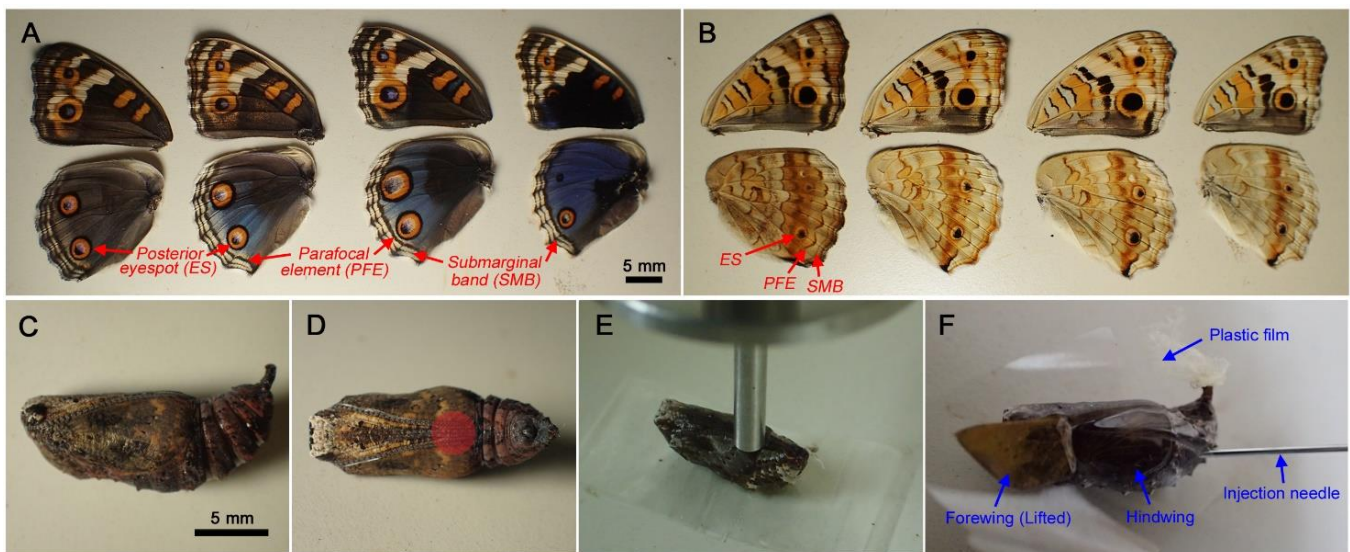 A
Posterior
eyespot (ES)
Parafocal
element (PFE)
Submarginal
band (SMB)
5 mm
B
ES
PFE
SMB
C
5 mm
D
E
F
Plastic film
Forewing (Lifted)
Hindwing
Injection needle